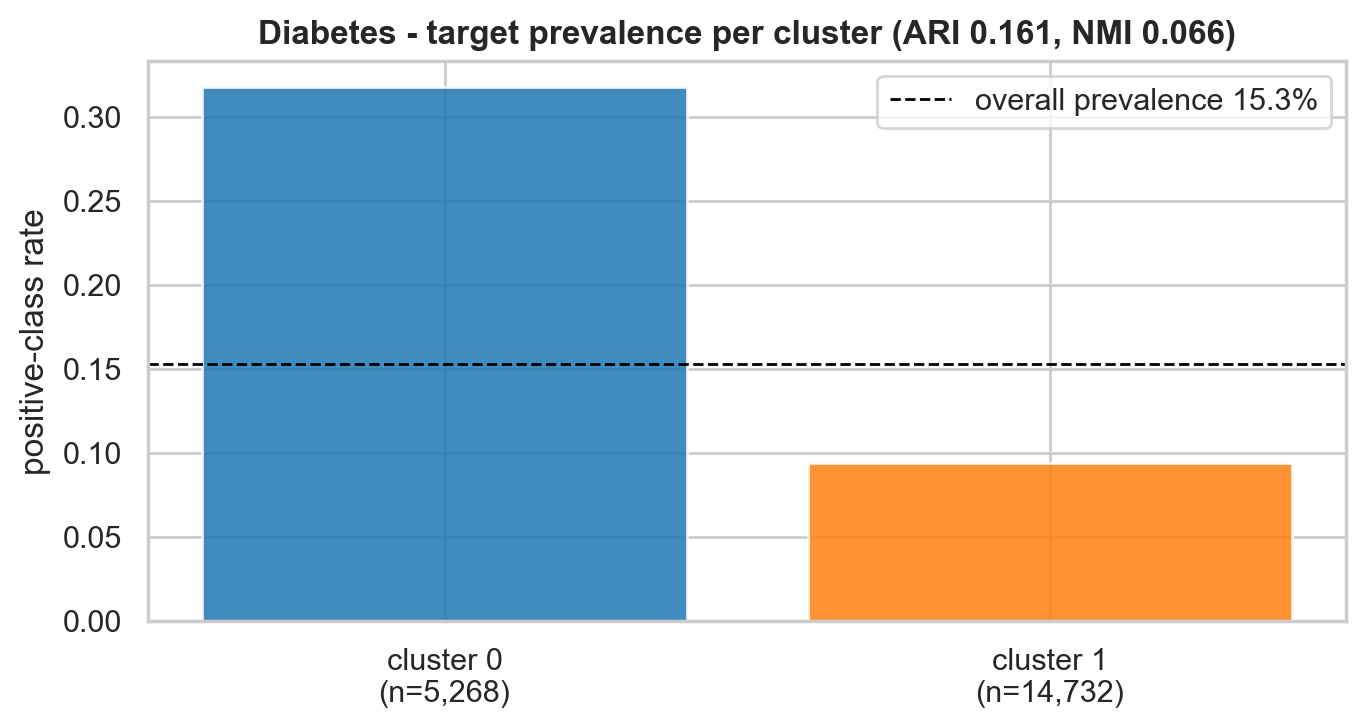 Diabetes - target prevalence per cluster (ARI 0.161, NMI 0.066)
overall prevalence 15.3%
positive-class rate
0.30
0.25
0.20
0.15
0.10
0.05
0.00
cluster 0
(n=5,268)
cluster 1
(n=14,732)